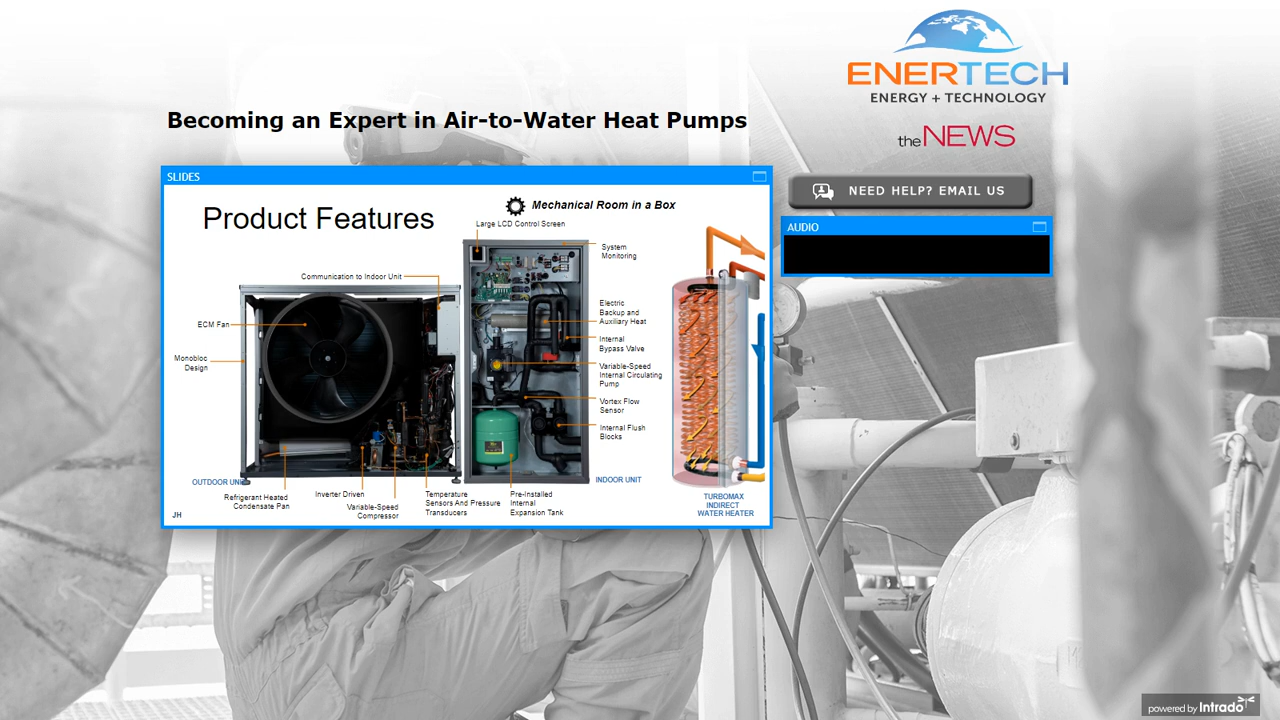 ENERTECH
ENERGY + TECHNOLOGY
Becoming an Expert in Air-to-Water Heat Pumps
theNEWS
SLIDES
NEED HELP? EMAIL US
AUDIO
Product Features
Mechanical Room in a Box
Large LCD Control Screen
System
Monitoring
Communication to Indoor Unit
Electric
Backup and
Auxiliary Heat
ECM Fan
Internal
Bypass Valve
Monobloc
Design
Variable-Speed
Internal Circulating
Pump
Vortex Flow
Sensor
Internal Flush
Blocks
OUTDOOR UNIT
INDOOR UNIT
Refrigerant Heated
Condensate Pan
Inverter Driven
Variable-Speed
Compressor
Temperature
Sensors And Pressure
Transducers
Pre-Installed
Internal
Expansion Tank
TURBOMAX
INDIRECT
WATER HEATER
JH
powered by Intrado